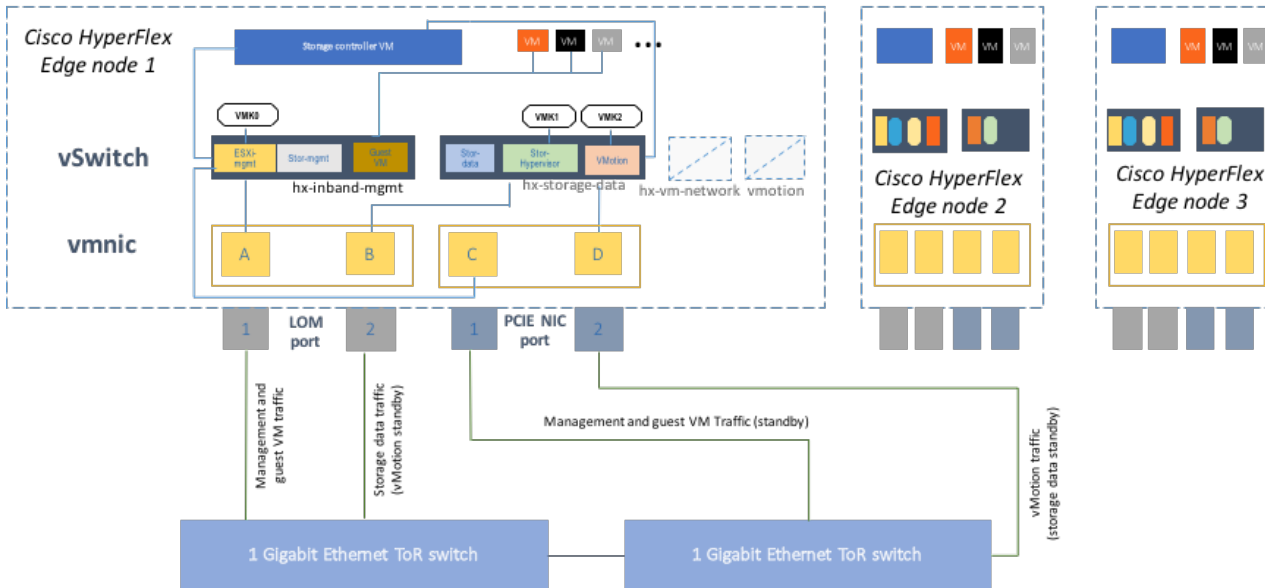 Cisco HyperFlex
Edge node 1
Storage controller VM
VM
VM
VM
...
VMK0
VMK1
VMK2
vSwitch
ESXi-
mgmt
Stor-mgmt
Guest
VM
hx-inband-mgmt
Stor-
data
Stor-
Hypervisor
VMotion
hx-storage-data
hx-vm-network
vmotion
vmnic
A
B
C
D
1
LOM
port
2
1
PCIE NIC
port
2
Management and
guest VM traffic
Storage data traffic
(vMotion standby)
Management and guest VM Traffic (standby)
vMotion traffic
(storage data standby)
1 Gigabit Ethernet ToR switch
1 Gigabit Ethernet ToR switch
VM
VM
VM
Cisco HyperFlex
Edge node 2
VM
VM
VM
Cisco HyperFlex
Edge node 3